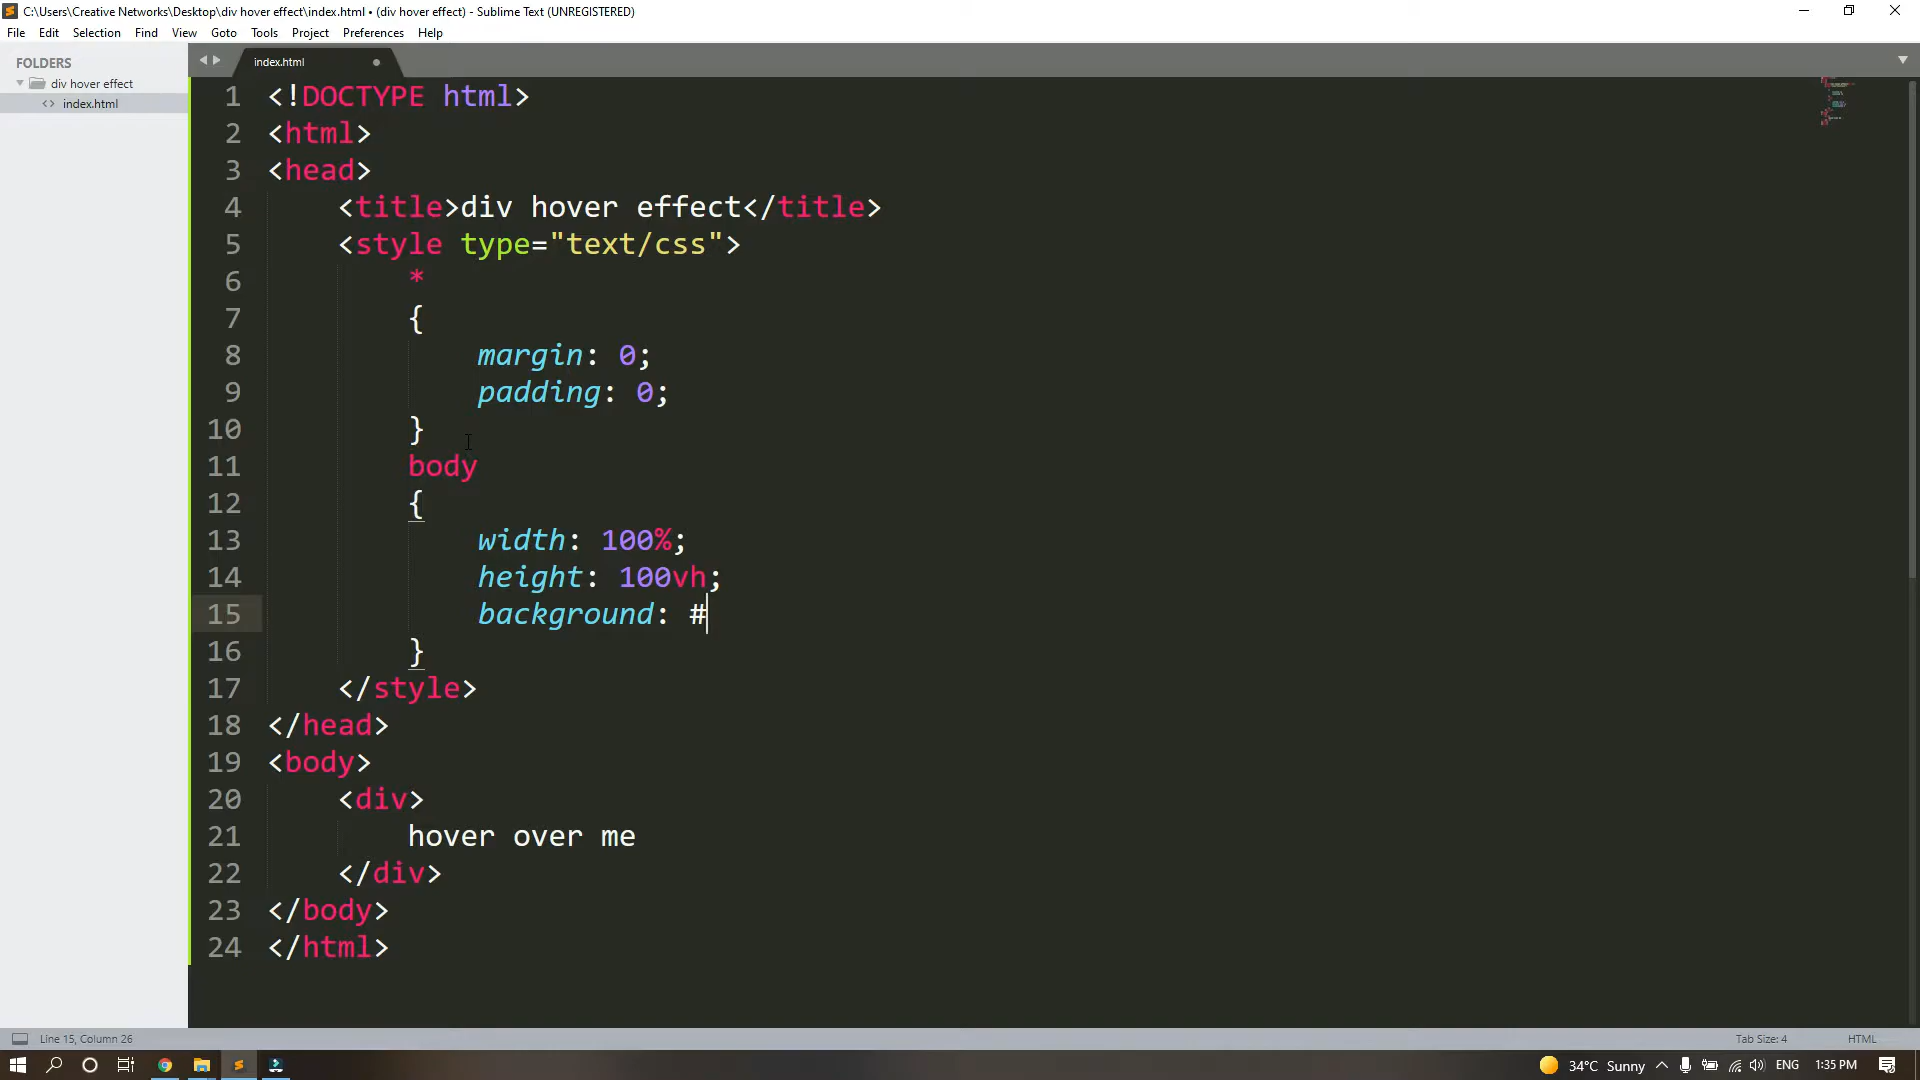 C:\Users\Creative Networks\Desktop\div hover effect\index.html • (div hover effect) - Sublime Text (UNREGISTERED)
File Edit Selection Find View Goto Tools Project Preferences Help
FOLDERS
div hover effect
index.html
index.html
1 <!DOCTYPE html>
2 <html>
3 <head>
4 <title>div hover effect</title>
5 <style type="text/css">
6 *
7 {
8 margin: 0;
9 padding: 0;
10 }
11 body
12 {
13 width: 100%;
14 height: 100vh;
15 background: #
16 }
17 </style>
18 </head>
19 <body>
20 <div>
21 hover over me
22 </div>
23 </body>
24 </html>
Line 15, Column 26
Tab Size: 4
HTML
34°C Sunny
ENG
1:35 PM